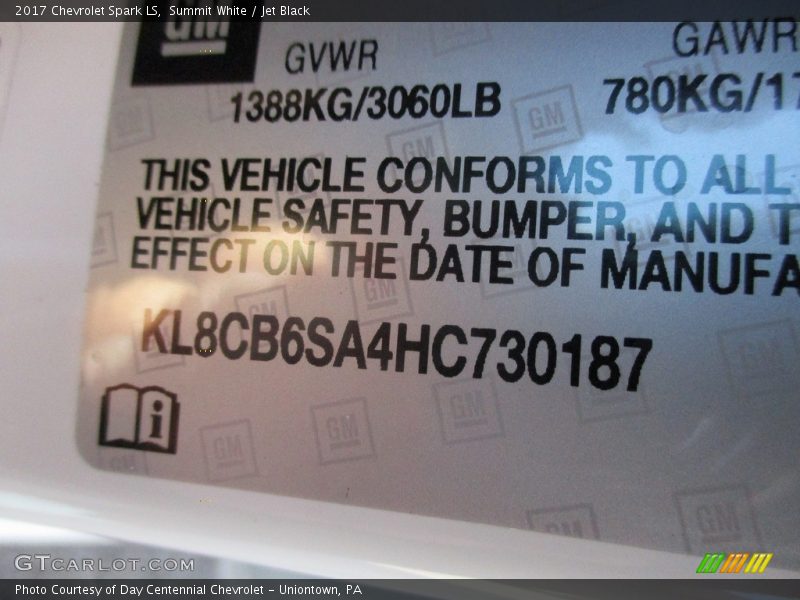 2017 Chevrolet Spark LS, Summit White / Jet Black
GM
GVWR GAWR
1388KG/3060LB 780KG/17
THIS VEHICLE CONFORMS TO ALL
VEHICLE SAFETY, BUMPER, AND T
EFFECT ON THE DATE OF MANUFA
KL8CB6SA4HC730187
GTCARLOT.COM
Photo Courtesy of Day Centennial Chevrolet - Uniontown, PA